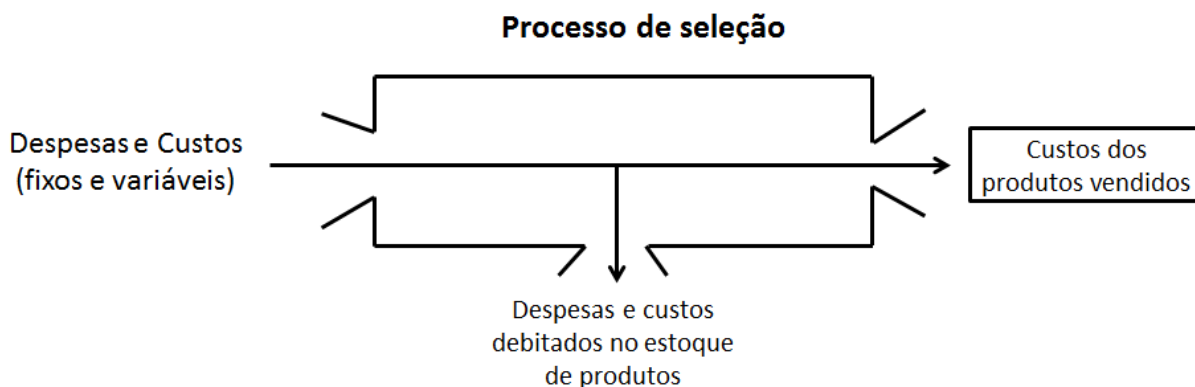 Processo de seleção
Despesas e Custos
(fixos e variáveis)
Custos dos
produtos vendidos
Despesas e custos
debitados no estoque
de produtos